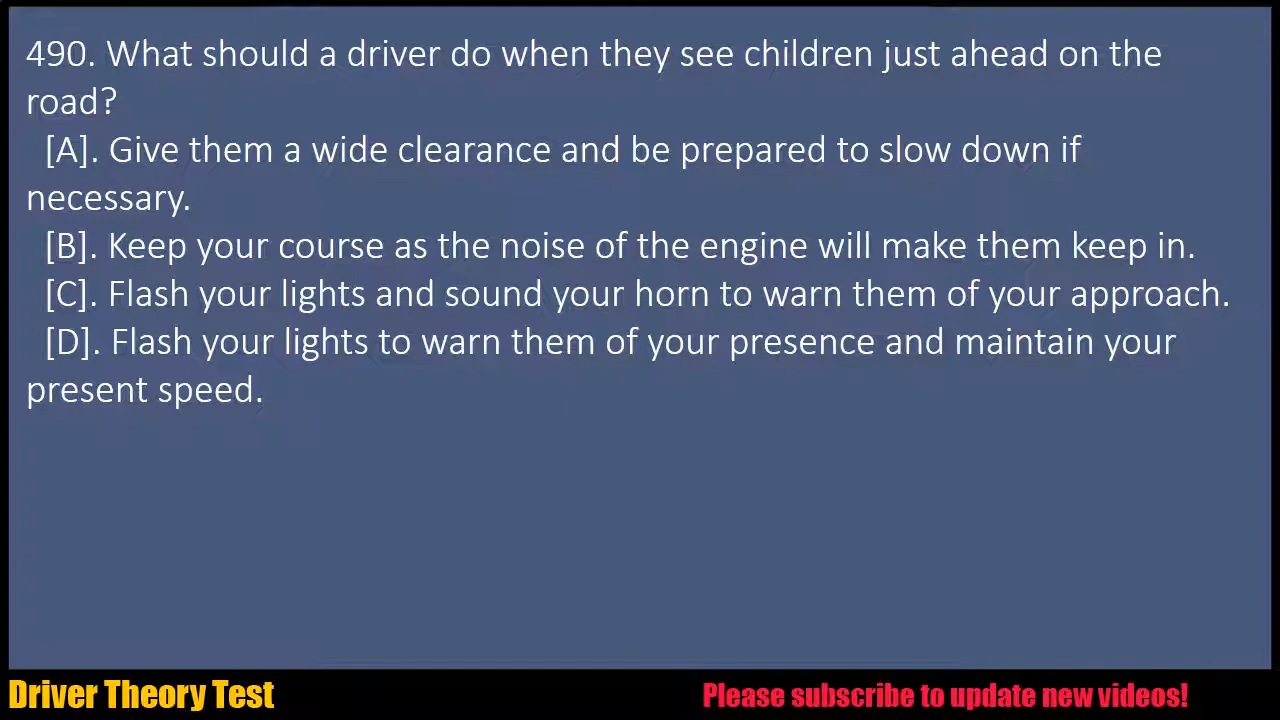 490. What should a driver do when they see children just ahead on the
road?
[A]. Give them a wide clearance and be prepared to slow down if
necessary.
[B]. Keep your course as the noise of the engine will make them keep in.
[C]. Flash your lights and sound your horn to warn them of your approach.
[D]. Flash your lights to warn them of your presence and maintain your
present speed.
Driver Theory Test
Please subscribe to update new videos!